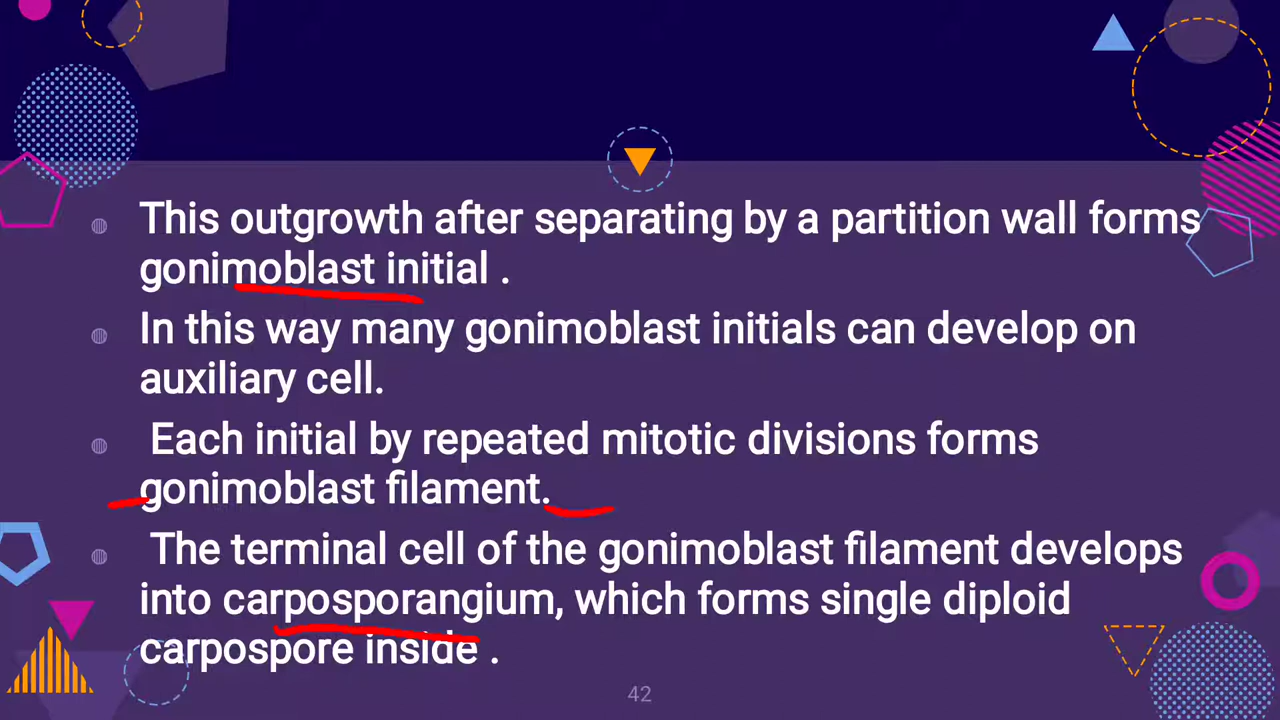 This outgrowth after separating by a partition wall forms
gonimoblast initial .
In this way many gonimoblast initials can develop on
auxiliary cell.
Each initial by repeated mitotic divisions forms
gonimoblast filament.
The terminal cell of the gonimoblast filament develops
into carposporangium, which forms single diploid
carpospore inside .
42